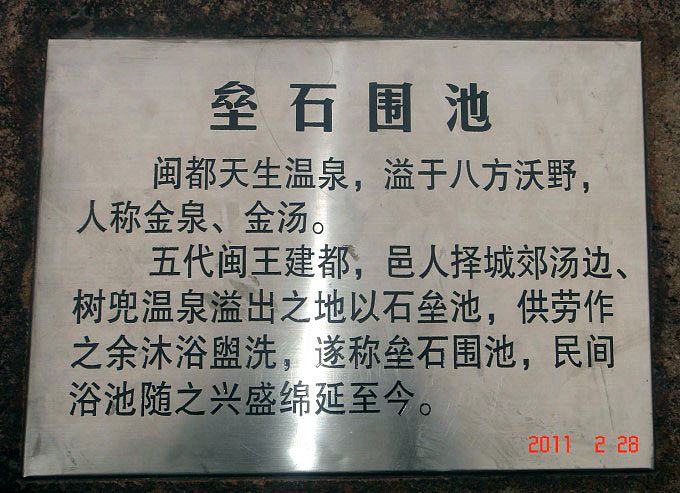 垒石围池
闽都天生温泉，溢于八方沃野，
人称金泉、金汤。
五代闽王建都，邑人择城郊汤边、
树兜温泉溢出之地以石垒池，供劳作
之余沐浴盥洗，遂称垒石围池，民间
浴池随之兴盛绵延至今。
2011 2 28